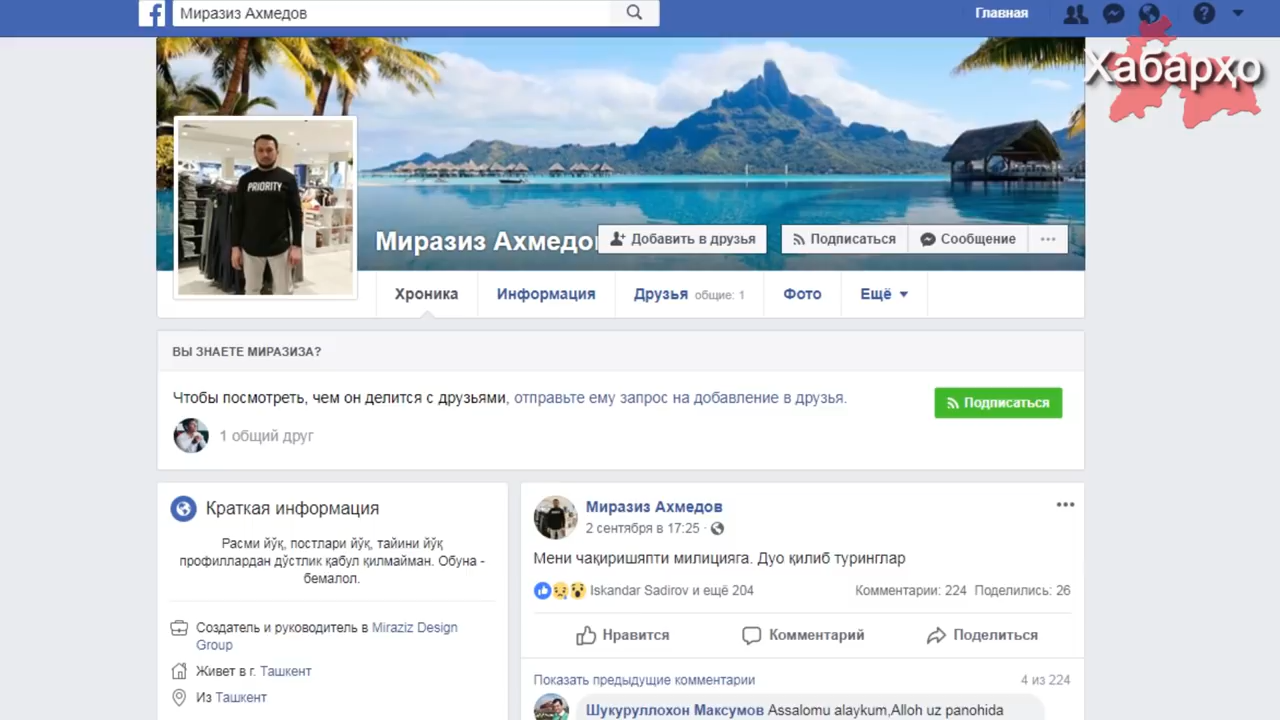 Миразиз Ахмедов
Главная
Хабарҳо
PRIORITY
Миразиз Ахмедо
Добавить в друзья
Подписаться
Сообщение
Хроника
Информация
Друзья общие: 1
Фото
Ещё
ВЫ ЗНАЕТЕ МИРАЗИЗА?
Чтобы посмотреть, чем он делится с друзьями, отправьте ему запрос на добавление в друзья.
Подписаться
1 общий друг
Краткая информация
Расми йўқ, постлари йўқ, тайини йўқ
профиллардан дўстлик қабул қилмайман. Обуна -
бемалол.
Создатель и руководитель в Miraziz Design
Group
Живет в г. Ташкент
Из Ташкент
Миразиз Ахмедов
2 сентября в 17:25 ·
Мени чақиришяпти милицияга. Дуо қилиб туринглар
Iskandar Sadirov и ещё 204
Комментарии: 224 Поделились: 26
Нравится
Комментарий
Поделиться
Показать предыдущие комментарии
4 из 224
Шукуруллохон Максумов Assalomu alaykum,Alloh uz panohida